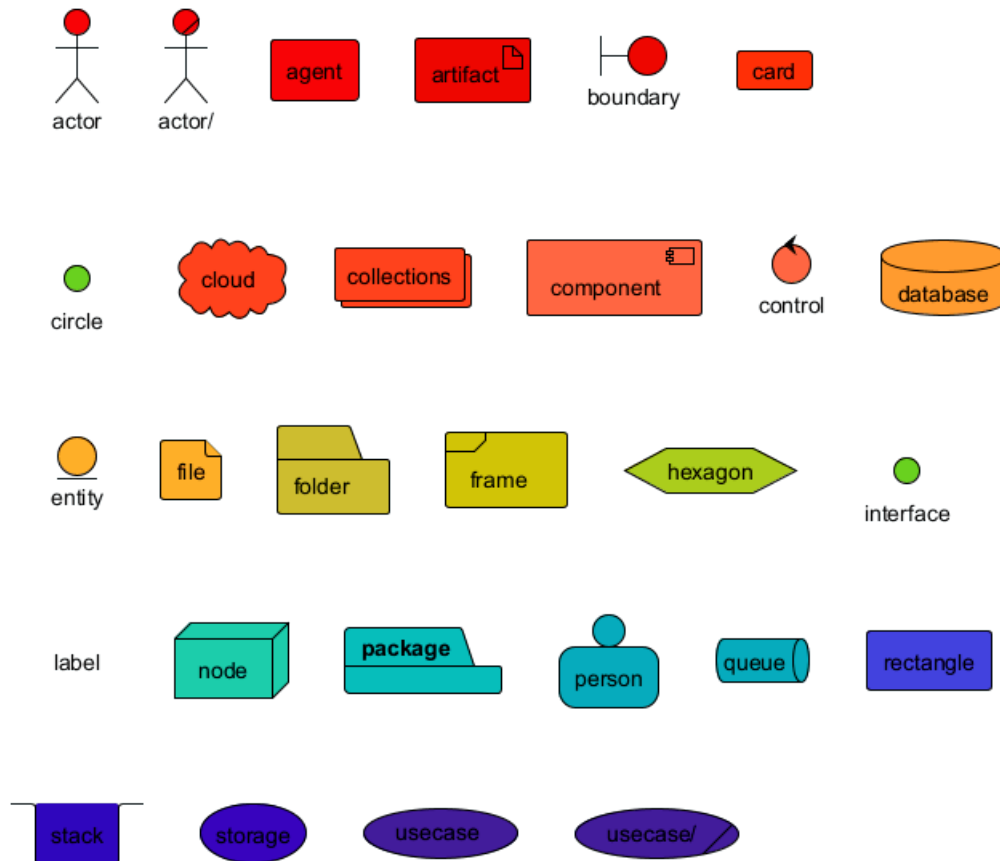 actor
actor/
agent
artifact
boundary
card
circle
cloud
collections
component
control
database
entity
file
folder
frame
hexagon
interface
label
node
package
person
queue
rectangle
stack
storage
usecase
usecase/